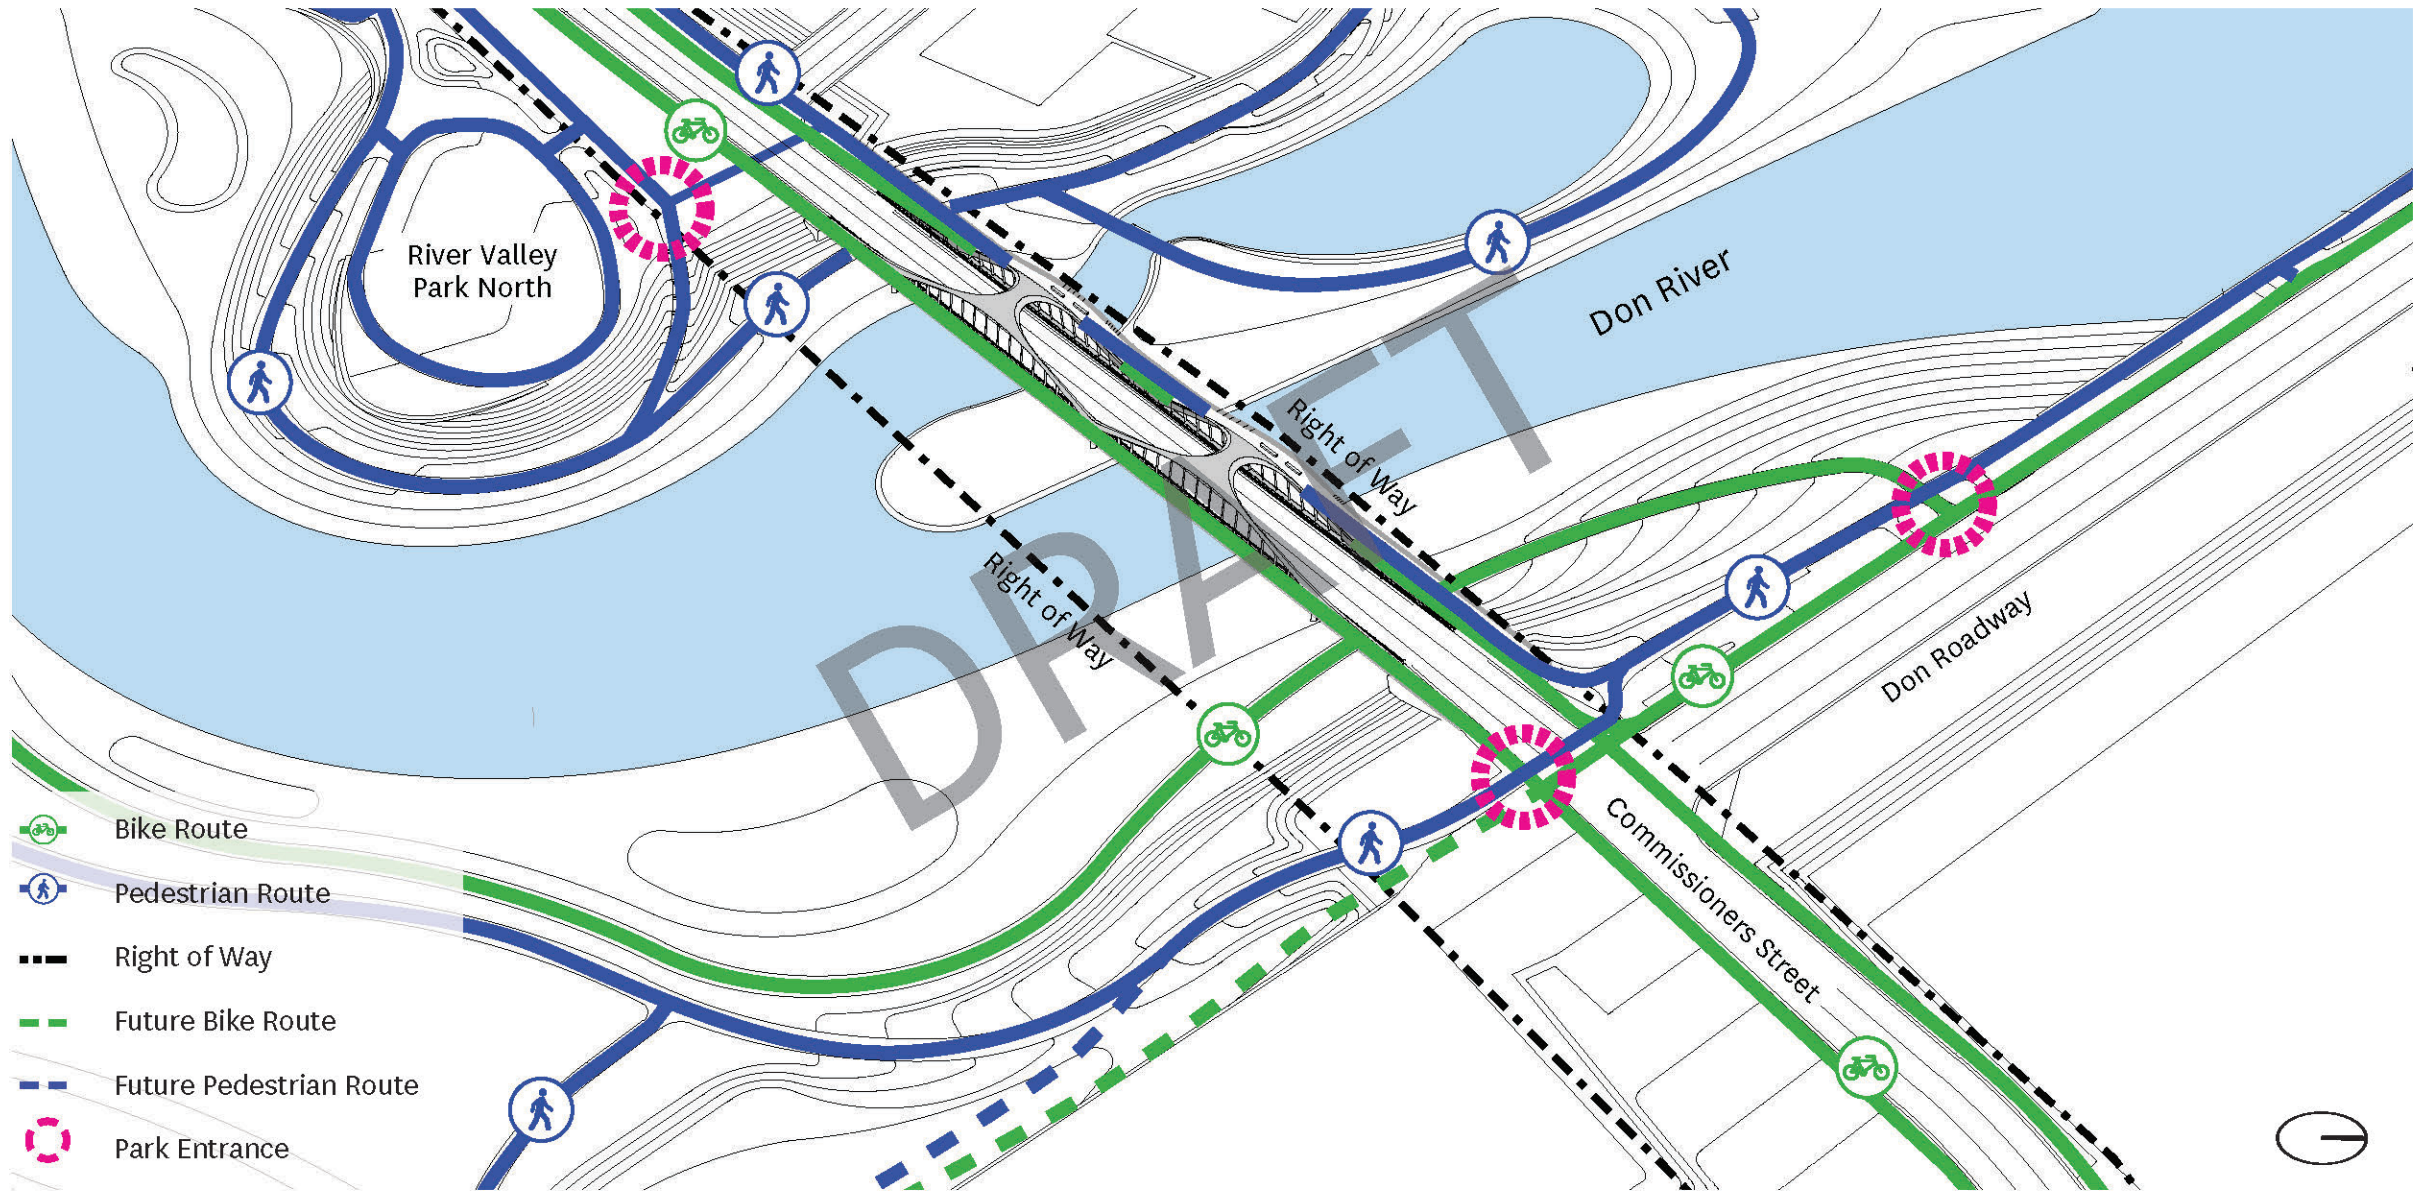 River Valley
Park North
Don River
Right of Way
Right of Way
DRAFT
Don Roadway
Commissioners Street
Bike Route
Pedestrian Route
Right of Way
Future Bike Route
Future Pedestrian Route
Park Entrance